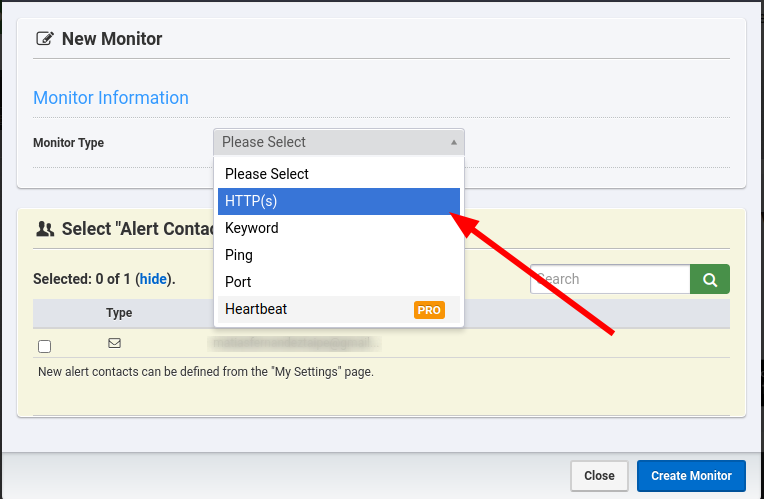 New Monitor
Monitor Information
Monitor Type
Please Select
Please Select
HTTP(s)
Keyword
Ping
Port
Heartbeat PRO
Select "Alert Conta
Selected: 0 of 1 (hide).
Search
Type
New alert contacts can be defined from the "My Settings" page.
Close
Create Monitor